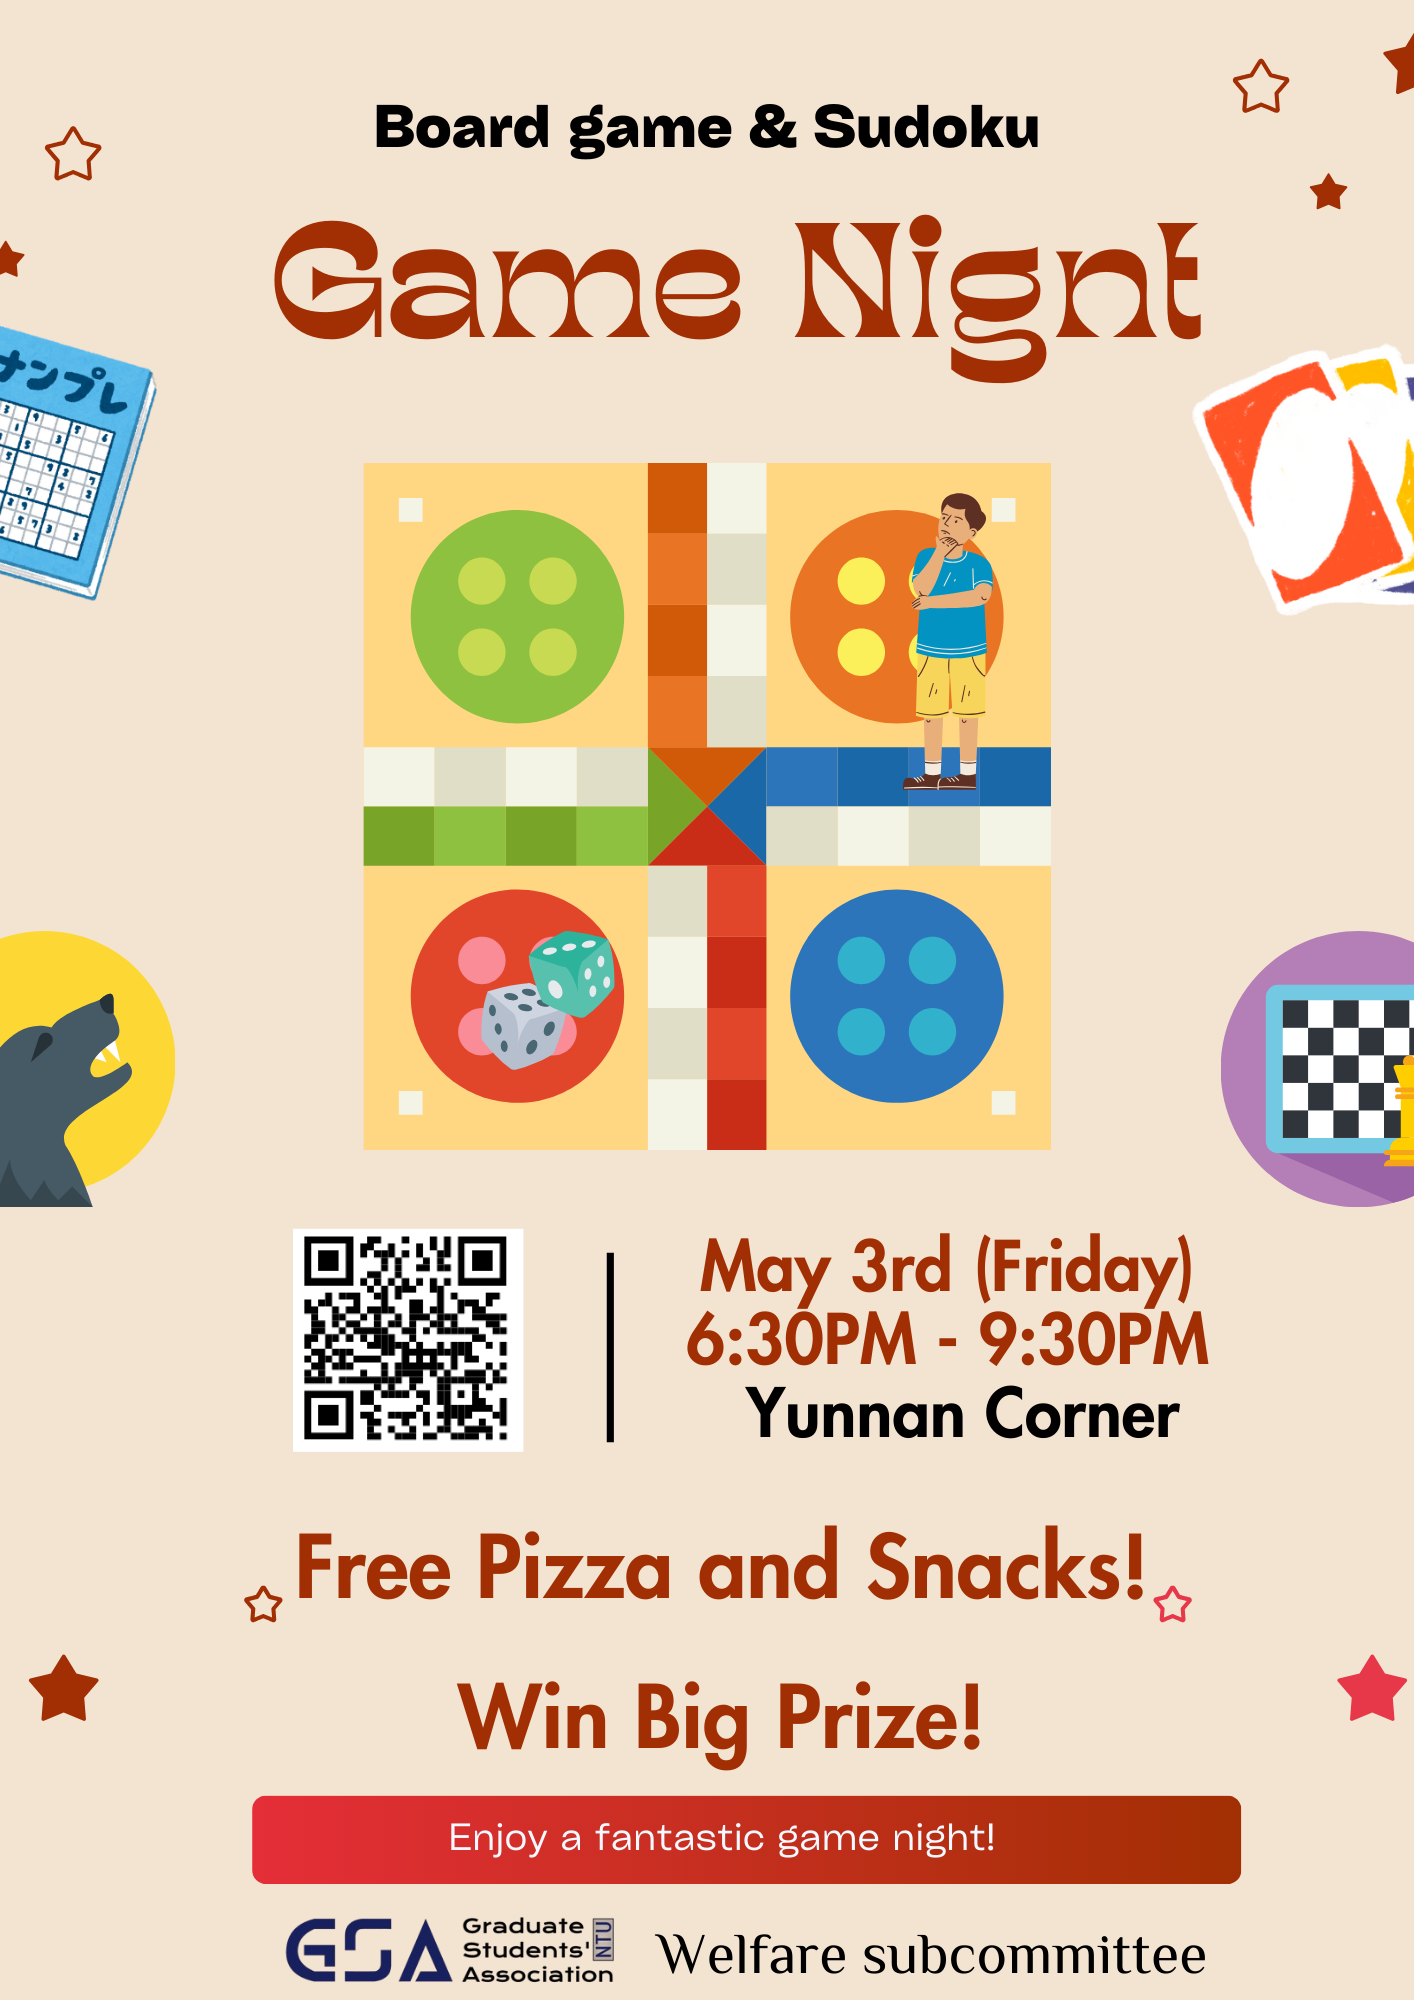 Board game & Sudoku
Game Nignt
ナンプレ
May 3rd (Friday)
6:30PM - 9:30PM
Yunnan Corner
Free Pizza and Snacks!
Win Big Prize!
Enjoy a fantastic game night!
GSA Graduate Students' Association NTU
Welfare subcommittee